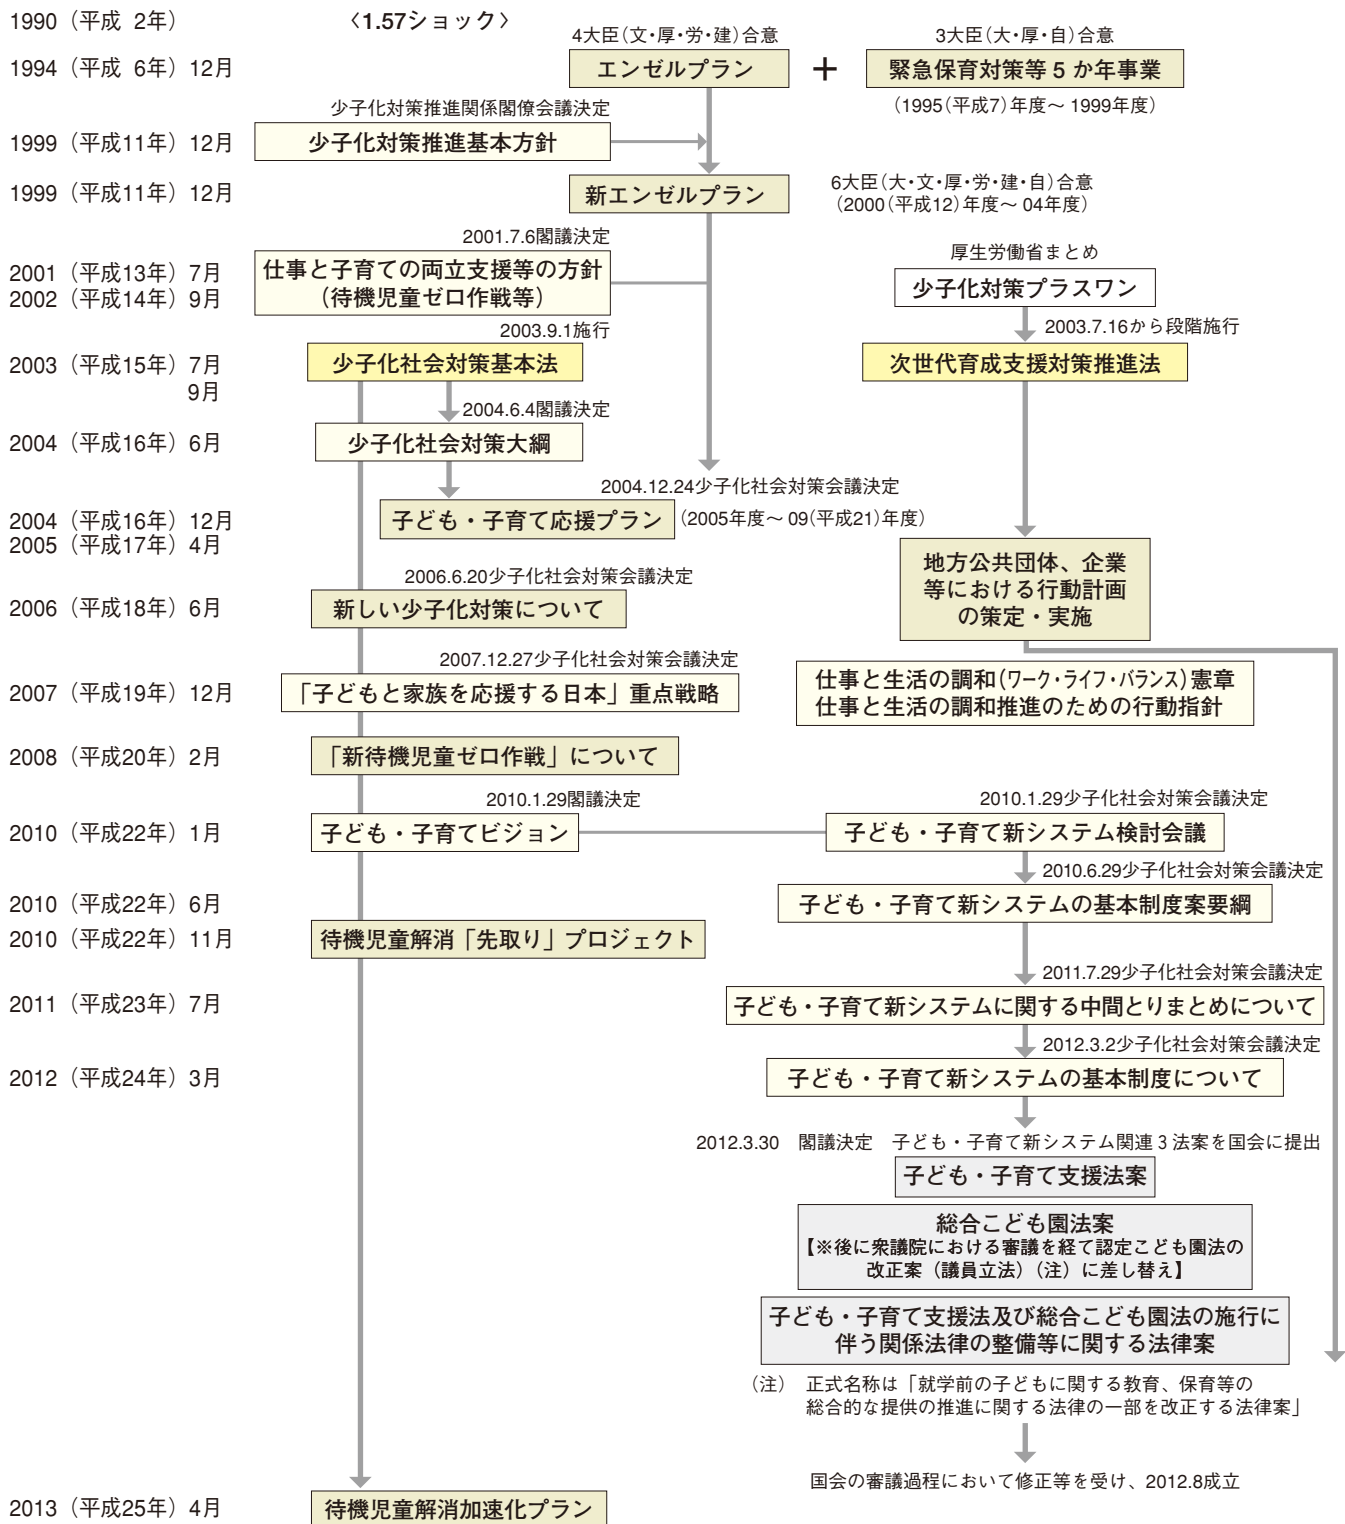 1990（平成 2年）
〈1.57ショック〉
4大臣（文・厚・労・建）合意
3大臣（大・厚・自）合意
1994（平成 6年）12月
エンゼルプラン
＋
緊急保育対策等５か年事業
（1995（平成7）年度～1999年度）
少子化対策推進関係閣僚会議決定
1999（平成11年）12月
少子化対策推進基本方針
1999（平成11年）12月
新エンゼルプラン
6大臣（大・文・厚・労・建・自）合意
（2000（平成12）年度～04年度）
2001.7.6閣議決定
2001（平成13年）7月
2002（平成14年）9月
仕事と子育ての両立支援等の方針
（待機児童ゼロ作戦等）
厚生労働省まとめ
少子化対策プラスワン
2003.9.1施行
2003.7.16から段階施行
2003（平成15年）7月
9月
少子化社会対策基本法
次世代育成支援対策推進法
2004.6.4閣議決定
2004（平成16年）6月
少子化社会対策大綱
2004.12.24少子化社会対策会議決定
2004（平成16年）12月
2005（平成17年）4月
子ども・子育て応援プラン
（2005年度～09（平成21）年度）
地方公共団体、企業
等における行動計画
の策定・実施
2006.6.20少子化社会対策会議決定
2006（平成18年）6月
新しい少子化対策について
2007.12.27少子化社会対策会議決定
2007（平成19年）12月
「子どもと家族を応援する日本」重点戦略
仕事と生活の調和（ワーク・ライフ・バランス）憲章
仕事と生活の調和推進のための行動指針
2008（平成20年）2月
「新待機児童ゼロ作戦」について
2010.1.29閣議決定
2010.1.29少子化社会対策会議決定
2010（平成22年）1月
子ども・子育てビジョン
子ども・子育て新システム検討会議
2010.6.29少子化社会対策会議決定
2010（平成22年）6月
子ども・子育て新システムの基本制度案要綱
2010（平成22年）11月
待機児童解消「先取り」プロジェクト
2011.7.29少子化社会対策会議決定
2011（平成23年）7月
子ども・子育て新システムに関する中間とりまとめについて
2012.3.2少子化社会対策会議決定
2012（平成24年）3月
子ども・子育て新システムの基本制度について
2012.3.30　閣議決定　子ども・子育て新システム関連３法案を国会に提出
子ども・子育て支援法案
総合こども園法案
【※後に衆議院における審議を経て認定こども園法の
改正案（議員立法）（注）に差し替え】
子ども・子育て支援法及び総合こども園法の施行に
伴う関係法律の整備等に関する法律案
（注）　正式名称は「就学前の子どもに関する教育、保育等の
総合的な提供の推進に関する法律の一部を改正する法律案」
国会の審議過程において修正等を受け、2012.8成立
2013（平成25年）4月
待機児童解消加速化プラン